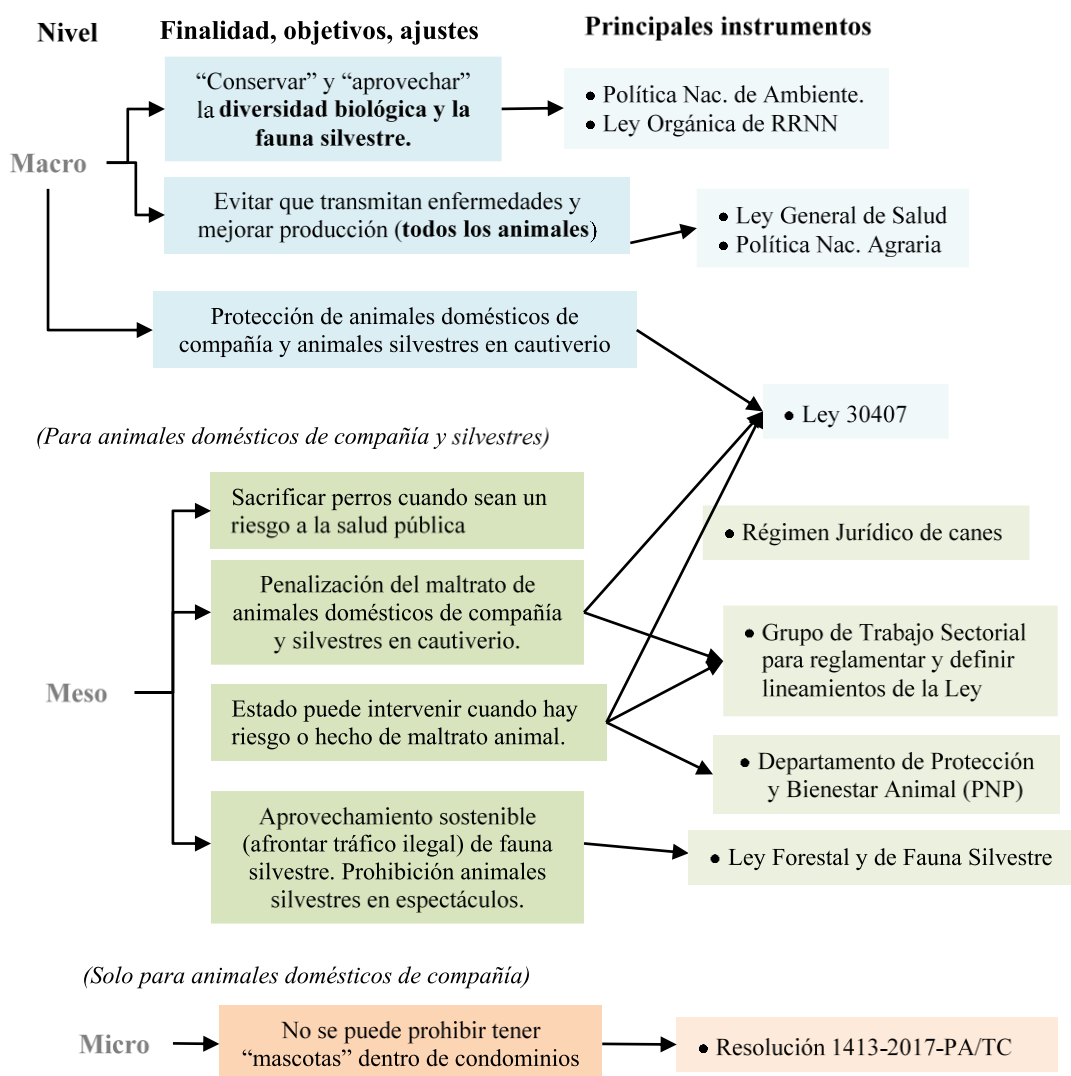 Nivel
Finalidad, objetivos, ajustes
Principales instrumentos
Macro
“Conservar” y “aprovechar”
la diversidad biológica y la
fauna silvestre.
• Política Nac. de Ambiente.
• Ley Orgánica de RRNN
Evitar que transmitan enfermedades y
mejorar producción (todos los animales)
• Ley General de Salud
• Política Nac. Agraria
Protección de animales domésticos de
compañía y animales silvestres en cautiverio
• Ley 30407
(Para animales domésticos de compañía y silvestres)
Meso
Sacrificar perros cuando sean un
riesgo a la salud pública
• Régimen Jurídico de canes
Penalización del maltrato de
animales domésticos de compañía
y silvestres en cautiverio.
• Grupo de Trabajo Sectorial
para reglamentar y definir
lineamientos de la Ley
Estado puede intervenir cuando hay
riesgo o hecho de maltrato animal.
• Departamento de Protección
y Bienestar Animal (PNP)
Aprovechamiento sostenible
(afrontar tráfico ilegal) de fauna
silvestre. Prohibición animales
silvestres en espectáculos.
• Ley Forestal y de Fauna Silvestre
(Solo para animales domésticos de compañía)
Micro
No se puede prohibir tener
“mascotas” dentro de condominios
• Resolución 1413-2017-PA/TC